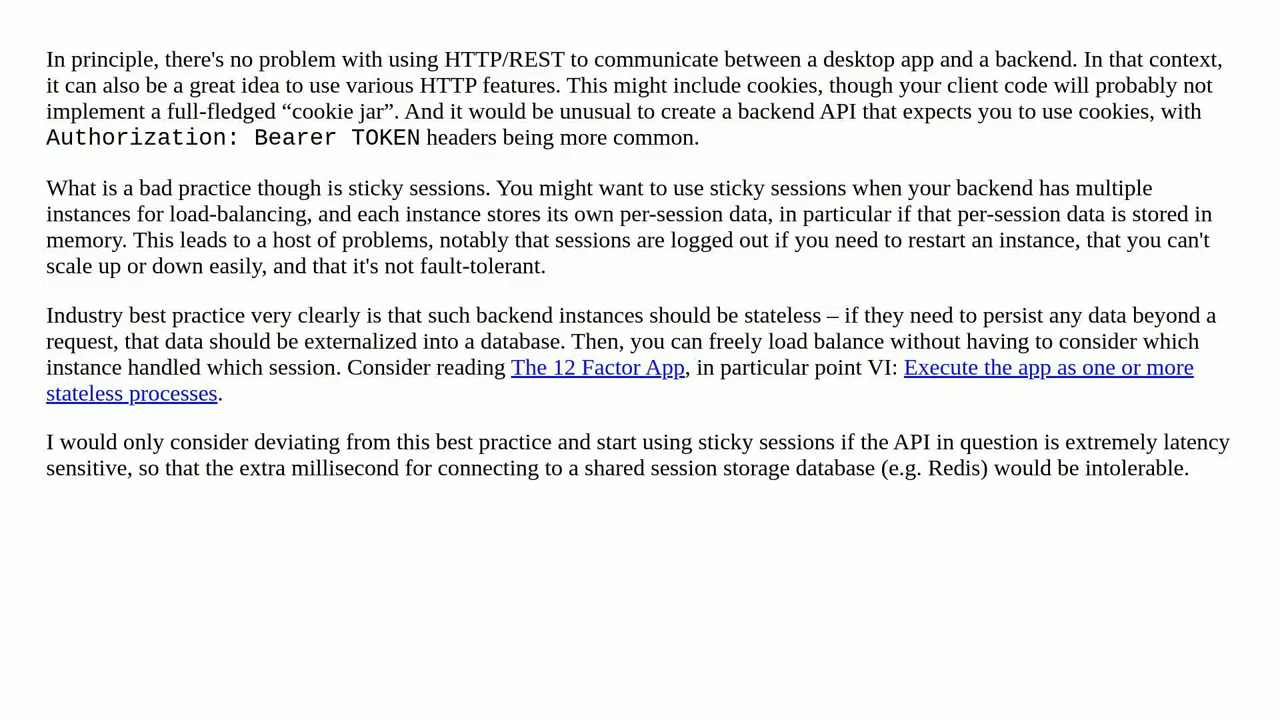 In principle, there's no problem with using HTTP/REST to communicate between a desktop app and a backend. In that context,
it can also be a great idea to use various HTTP features. This might include cookies, though your client code will probably not
implement a full-fledged “cookie jar”. And it would be unusual to create a backend API that expects you to use cookies, with
Authorization: Bearer TOKEN headers being more common.
What is a bad practice though is sticky sessions. You might want to use sticky sessions when your backend has multiple
instances for load-balancing, and each instance stores its own per-session data, in particular if that per-session data is stored in
memory. This leads to a host of problems, notably that sessions are logged out if you need to restart an instance, that you can't
scale up or down easily, and that it's not fault-tolerant.
Industry best practice very clearly is that such backend instances should be stateless – if they need to persist any data beyond a
request, that data should be externalized into a database. Then, you can freely load balance without having to consider which
instance handled which session. Consider reading The 12 Factor App, in particular point VI: Execute the app as one or more
stateless processes.
I would only consider deviating from this best practice and start using sticky sessions if the API in question is extremely latency
sensitive, so that the extra millisecond for connecting to a shared session storage database (e.g. Redis) would be intolerable.